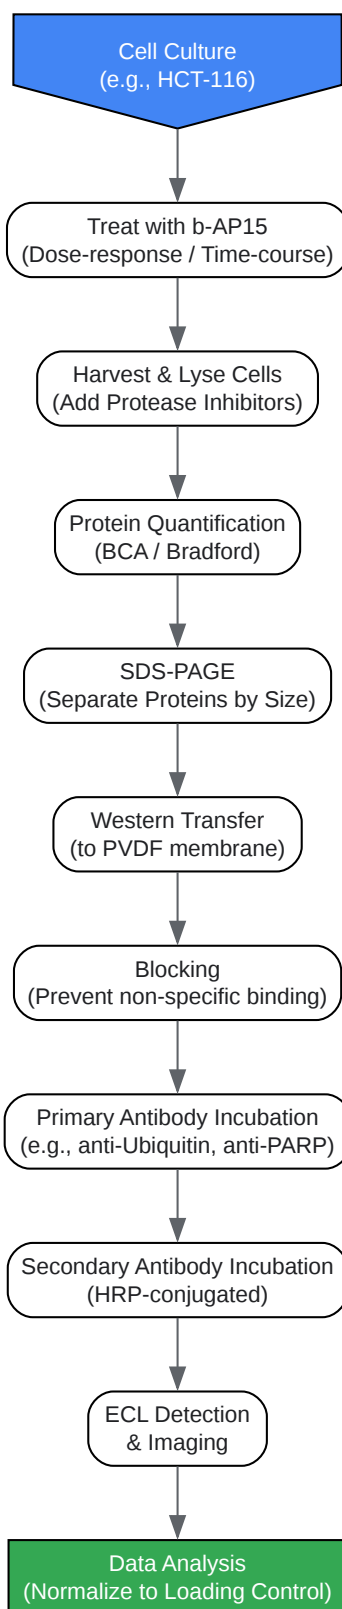 Cell Culture
(e.g., HCT-116)
Treat with b-AP15
(Dose-response / Time-course)
Harvest & Lyse Cells
(Add Protease Inhibitors)
Protein Quantification
(BCA / Bradford)
SDS-PAGE
(Separate Proteins by Size)
Western Transfer
(to PVDF membrane)
Blocking
(Prevent non-specific binding)
Primary Antibody Incubation
(e.g., anti-Ubiquitin, anti-PARP)
Secondary Antibody Incubation
(HRP-conjugated)
ECL Detection
& Imaging
Data Analysis
(Normalize to Loading Control)